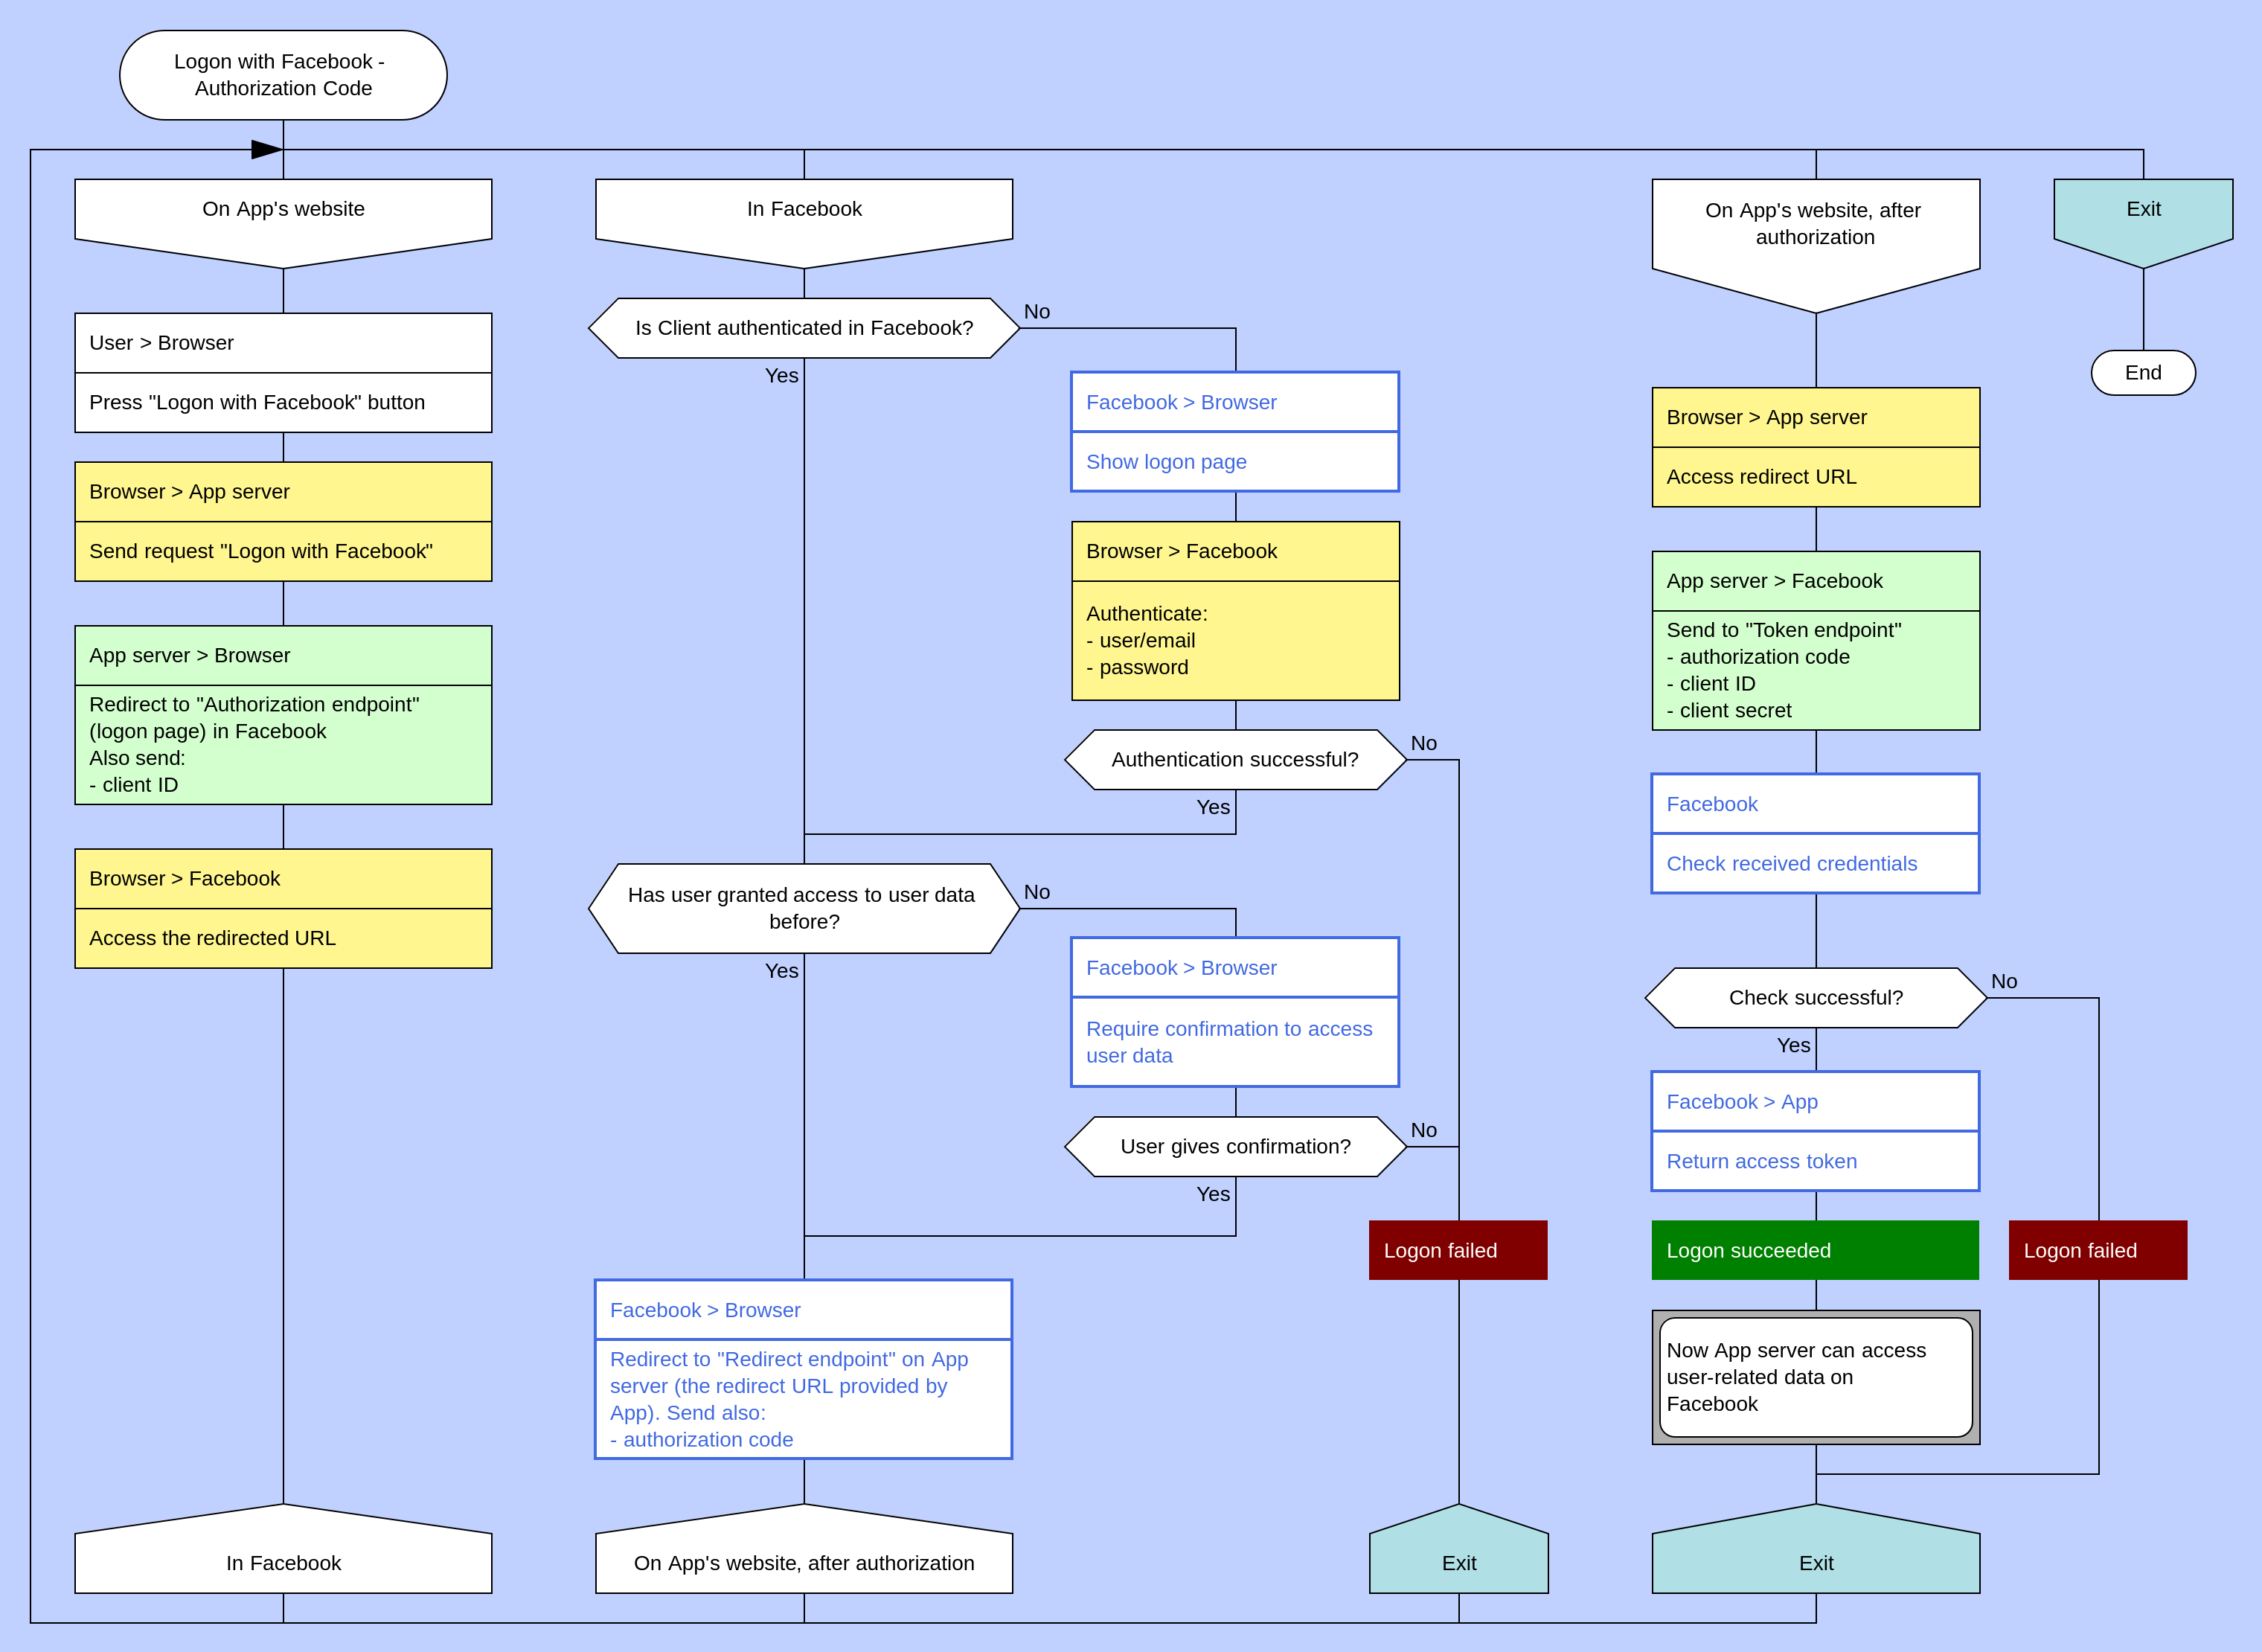 Logon with Facebook -
Authorization Code
On App's website
User > Browser
Press "Logon with Facebook" button
Browser > App server
Send request "Logon with Facebook"
App server > Browser
Redirect to "Authorization endpoint"
(logon page) in Facebook
Also send:
- client ID
Browser > Facebook
Access the redirected URL
In Facebook
In Facebook
Is Client authenticated in Facebook?
No
Yes
Facebook > Browser
Show logon page
Browser > Facebook
Authenticate:
- user/email
- password
Authentication successful?
No
Yes
Has user granted access to user data
before?
No
Yes
Facebook > Browser
Require confirmation to access
user data
User gives confirmation?
No
Yes
Logon failed
Facebook > Browser
Redirect to "Redirect endpoint" on App
server (the redirect URL provided by
App). Send also:
- authorization code
On App's website, after authorization
Exit
On App's website, after
authorization
Browser > App server
Access redirect URL
App server > Facebook
Send to "Token endpoint"
- authorization code
- client ID
- client secret
Facebook
Check received credentials
Check successful?
No
Yes
Facebook > App
Return access token
Logon succeeded
Logon failed
Now App server can access
user-related data on
Facebook
Exit
Exit
End